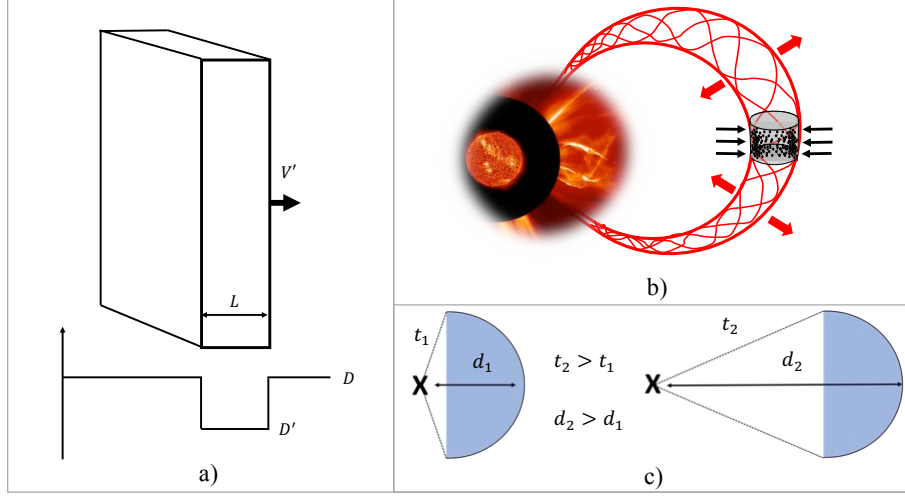 V′
L
D
D′
a)
b)
t₁
d₁
t₂ > t₁
d₂ > d₁
X
t₂
d₂
X
c)